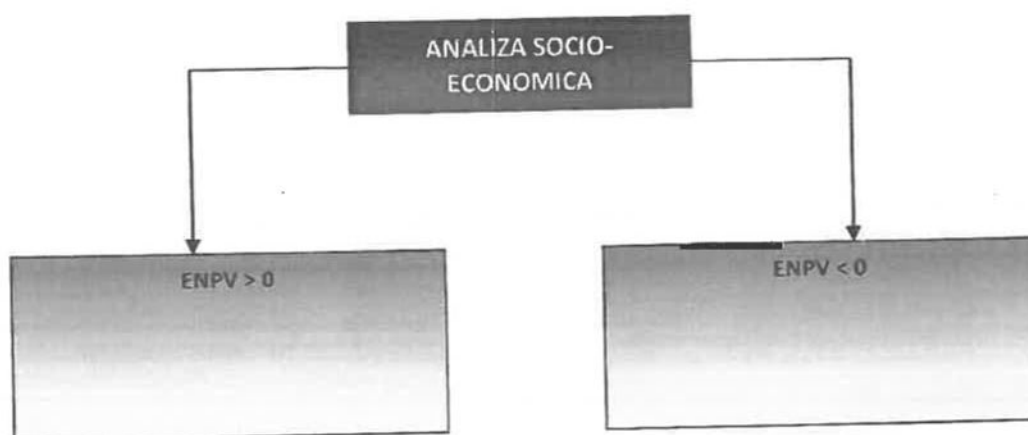 ANALIZA SOCIO-
ECONOMICA
ENPV > 0
ENPV < 0